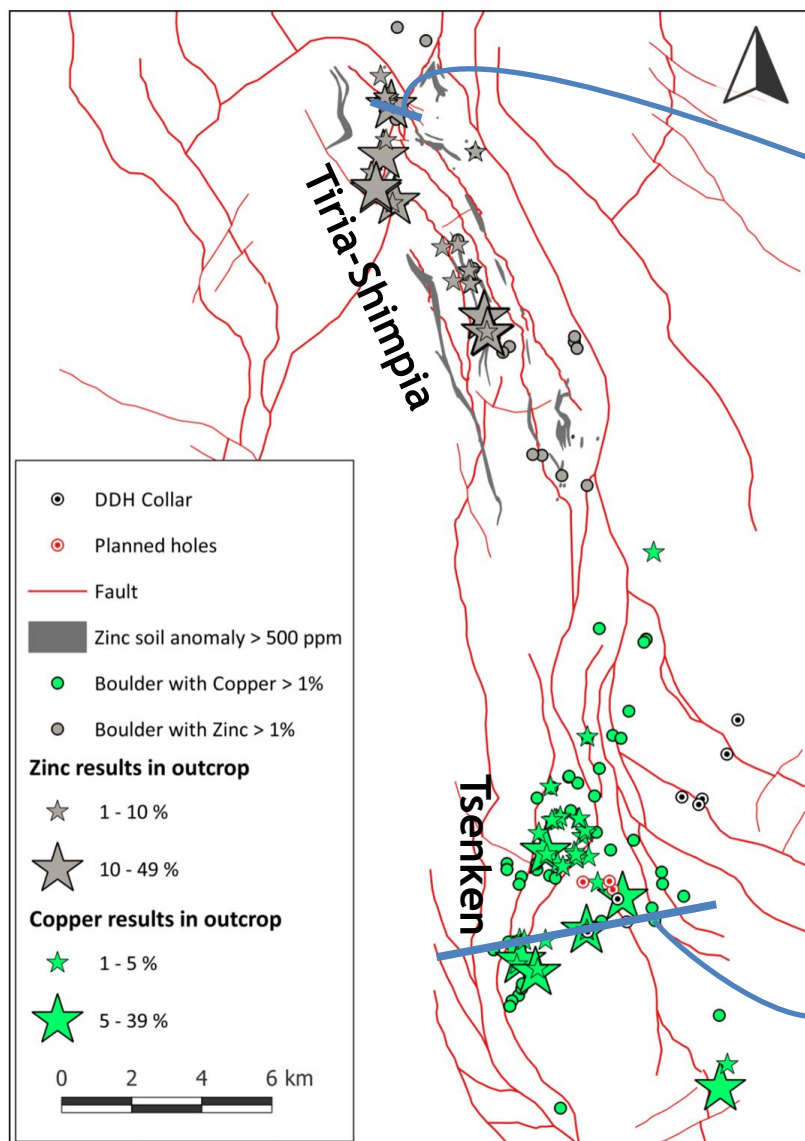 Tiria-Shimpia
DDH Collar
Planned holes
Fault
Zinc soil anomaly > 500 ppm
Boulder with Copper > 1%
Boulder with Zinc > 1%
Zinc results in outcrop
1 - 10 %
10 - 49 %
Copper results in outcrop
1 - 5 %
5 - 39 %
0 2 4 6 km
Tsenken